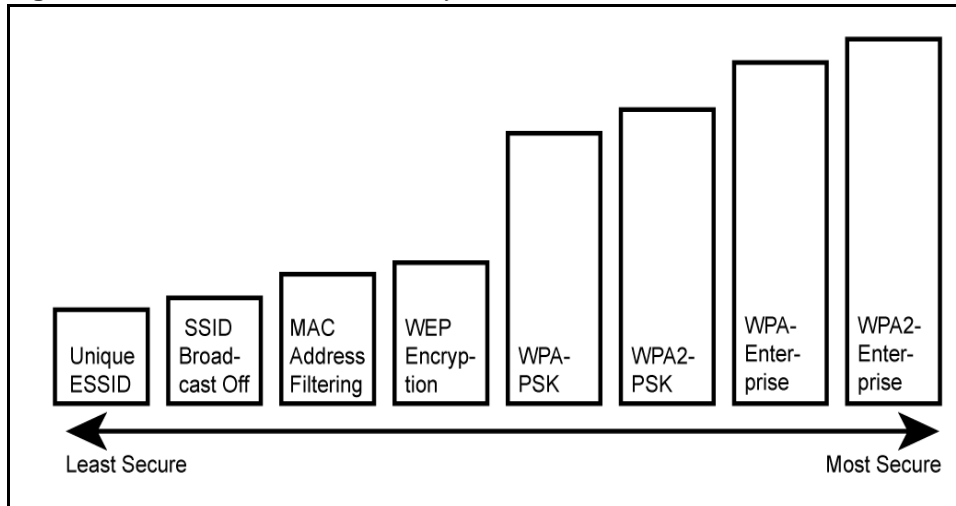 Unique
ESSID
SSID
Broad-
cast Off
MAC
Address
Filtering
WEP
Encryp-
tion
WPA-
PSK
WPA2-
PSK
WPA-
Enter-
prise
WPA2-
Enter-
prise
Least Secure
Most Secure